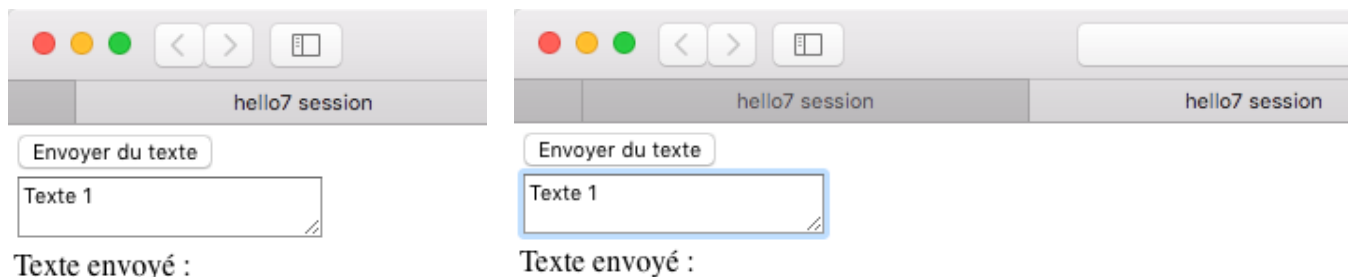 hello7 session
Envoyer du texte
Texte 1
Texte envoyé :
hello7 session
hello7 session
Envoyer du texte
Texte 1
Texte envoyé :